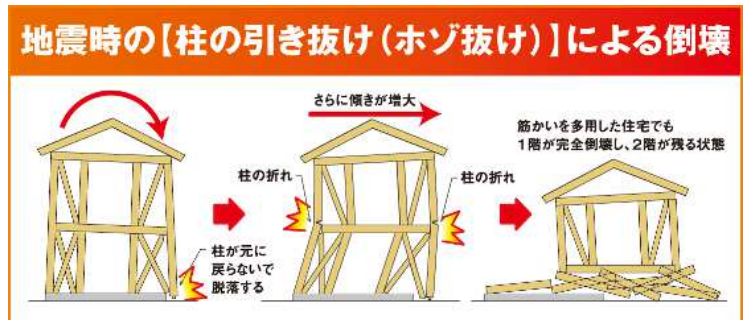 地震時の【柱の引き抜け（ホゾ抜け）】による倒壊
柱が元に
戻らないで
脱落する
さらに傾きが増大
柱の折れ
柱の折れ
筋かいを多用した住宅でも
1階が完全倒壊し、2階が残る状態